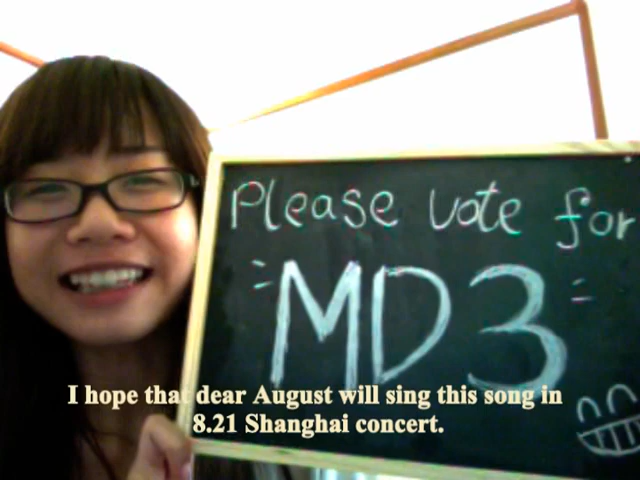 Please vote for
"MD3"
I hope that dear August will sing this song in
8.21 Shanghai concert.